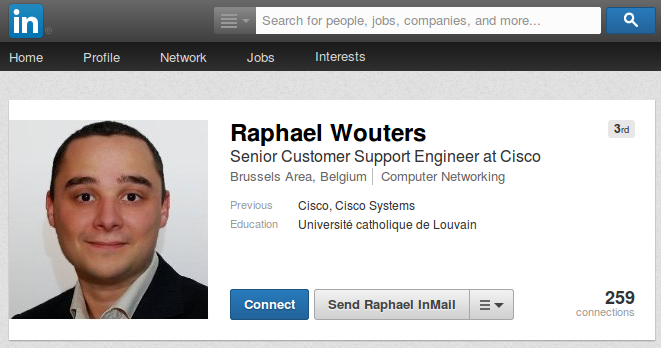 in®
Search for people, jobs, companies, and more...
Home Profile Network Jobs Interests
Raphael Wouters 3rd
Senior Customer Support Engineer at Cisco
Brussels Area, Belgium Computer Networking
Previous Cisco, Cisco Systems
Education Université catholique de Louvain
Connect Send Raphael InMail 259
connections